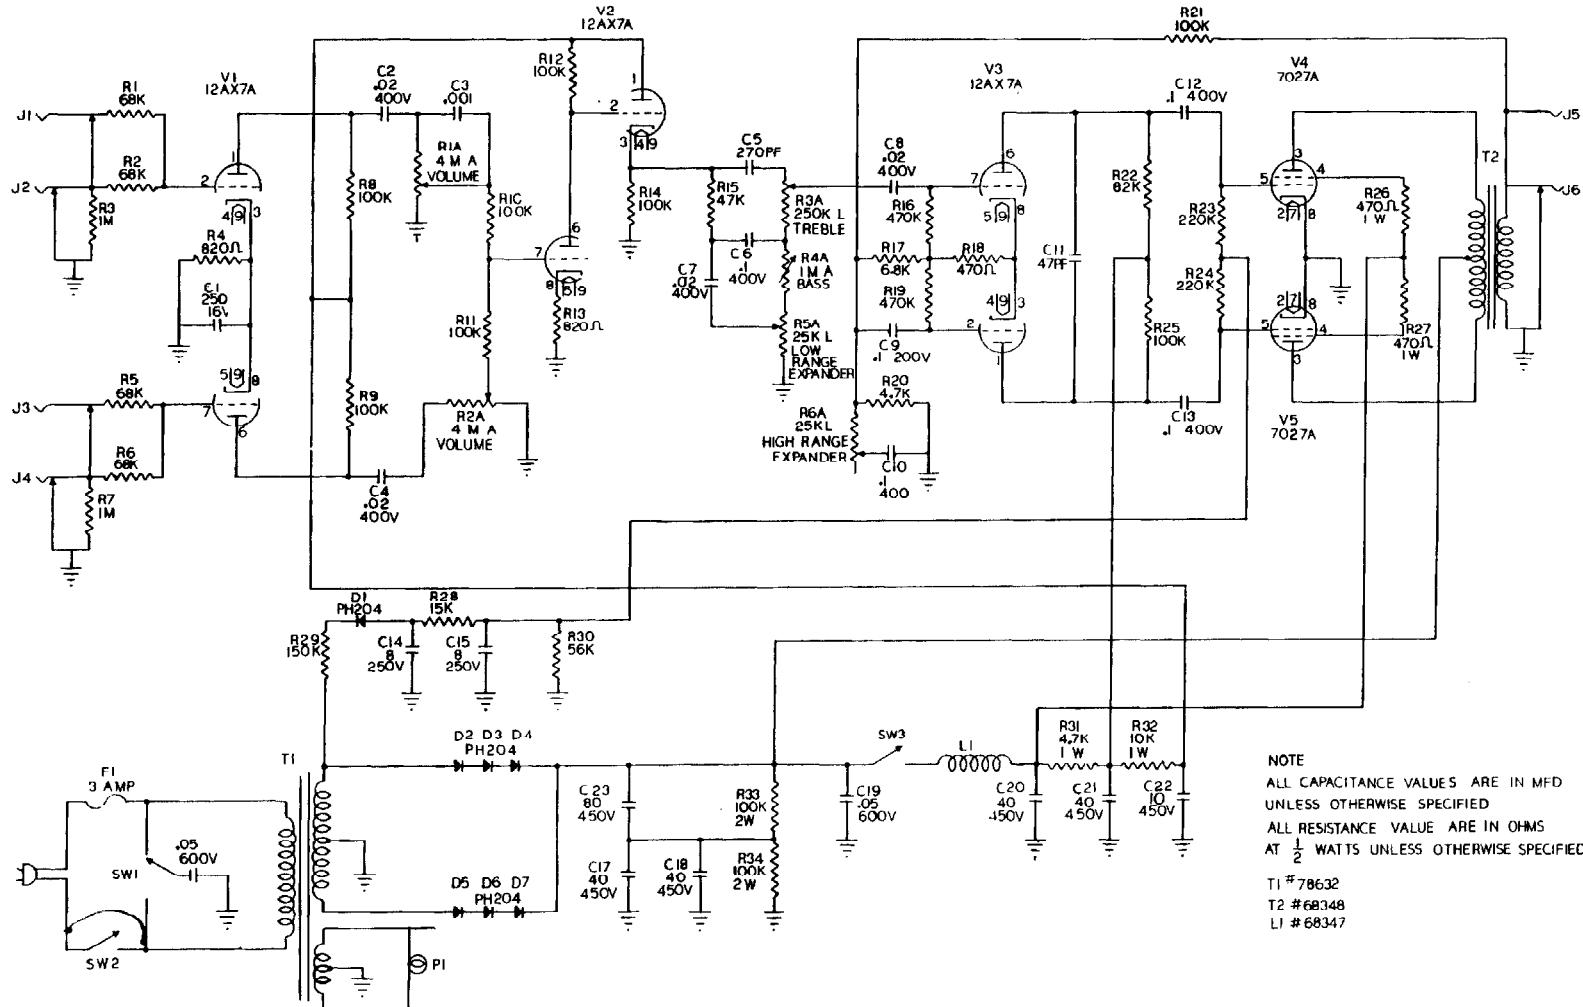 J1
R1
68K
R2
68K
J2
R3
1M
V1
12AX7A
1
2
4
9
3
R4
820Ω
C1
250
16V
5
9
8
7
6
J3
R5
68K
R6
68K
J4
R7
1M
R8
100K
R9
100K
C2
.02
400V
C3
.001
R1A
4 M A
VOLUME
R10
100K
R11
100K
R2A
4 M A
VOLUME
C4
.02
400V
V2
12AX7A
R12
100K
1
2
3
4
9
6
7
8
5
9
R13
820Ω
R14
100K
C5
270PF
R15
47K
R3A
250K L
TREBLE
C6
.1
400V
R4A
1M A
BASS
C7
.02
400V
R5A
25K L
LOW
RANGE
EXPANDER
C8
.02
400V
R16
470K
R17
6.8K
R18
470Ω
R19
470K
C9
.1 200V
R20
4.7K
R6A
25KL
HIGH RANGE
EXPANDER
C10
.1
400
V3
12AX7A
6
7
5
9
8
4
9
3
2
1
C11
47PF
R21
100K
R22
82K
R25
100K
C12
.1 400V
C13
.1 400V
R23
220K
R24
220K
V4
7027A
3
5
4
2
7
8
2
7
8
5
4
3
V5
7027A
R26
470Ω
1 W
R27
470Ω
1W
T2
J5
J6
D1
PH204
R29
150K
R28
15K
C14
8
250V
C15
8
250V
R30
56K
T1
D2 D3 D4
PH204
D5 D6 D7
PH204
C23
80
450V
C17
40
450V
C18
40
450V
R33
100K
2W
R34
100K
2W
C19
.05
600V
SW3
L1
C20
40
450V
R31
4.7K
1 W
C21
40
450V
R32
10K
1W
C22
10
450V
F1
3 AMP
.05
600V
SW1
SW2
P1
NOTE
ALL CAPACITANCE VALUES ARE IN MFD
UNLESS OTHERWISE SPECIFIED
ALL RESISTANCE VALUE ARE IN OHMS
AT 1/2 WATTS UNLESS OTHERWISE SPECIFIED
T1 #78632
T2 #68348
L1 #68347